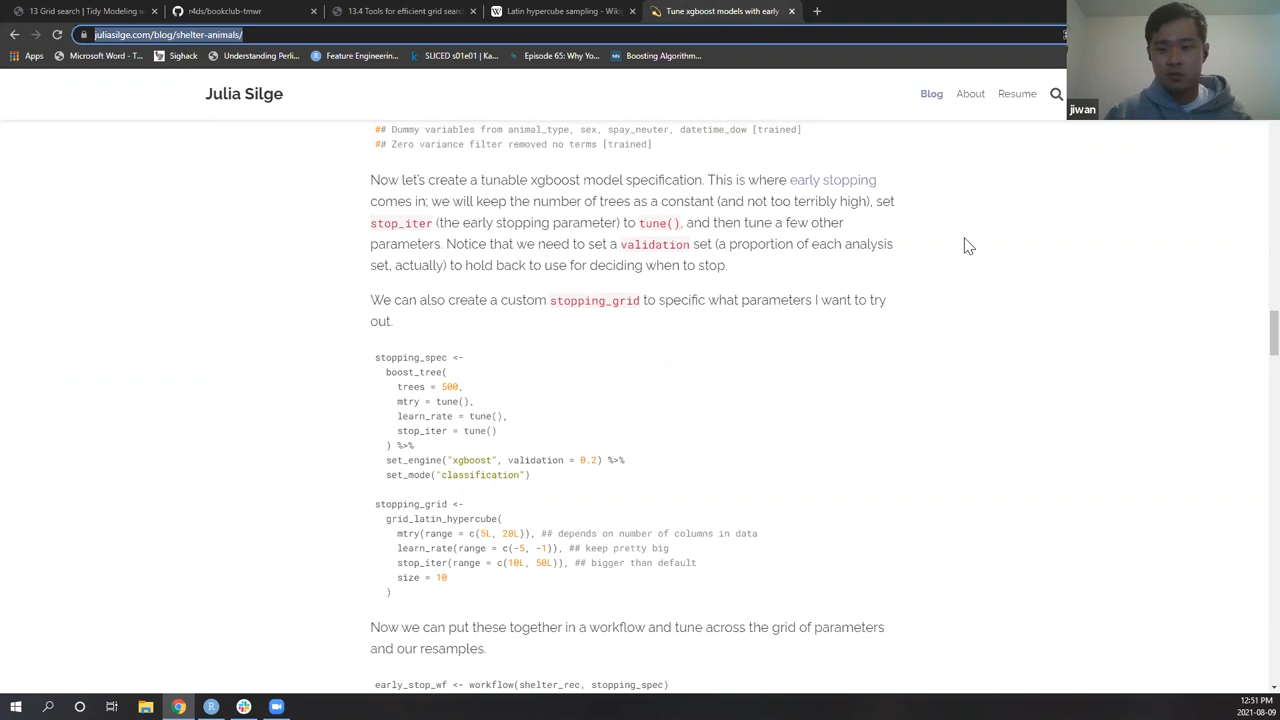 13 Grid search | Tidy Modeling w
r4ds/bookclub-tmwr
13.4 Tools for efficient grid searc
Latin hypercube sampling - Wiki
Tune xgboost models with early
juliasilge.com/blog/shelter-animals/
Apps
Microsoft Word - Tp...
Sighack
Understanding Perlin...
Feature Engineering...
SLICED s01e01 | Ka...
Episode 65: Why Yo...
Boosting Algorithm...
Julia Silge
Blog
About
Resume
jiwan
## Dummy variables from animal_type, sex, spay_neuter, datetime_dow [trained]
## Zero variance filter removed no terms [trained]
Now let's create a tunable xgboost model specification. This is where early stopping
comes in; we will keep the number of trees as a constant (and not too terribly high), set
stop_iter (the early stopping parameter) to tune(), and then tune a few other
parameters. Notice that we need to set a validation set (a proportion of each analysis
set, actually) to hold back to use for deciding when to stop.
We can also create a custom stopping_grid to specific what parameters I want to try
out.
stopping_spec <-
boost_tree(
trees = 500,
mtry = tune(),
learn_rate = tune(),
stop_iter = tune()
) %>%
set_engine("xgboost", validation = 0.2) %>%
set_mode("classification")
stopping_grid <-
grid_latin_hypercube(
mtry(range = c(5L, 20L)), ## depends on number of columns in data
learn_rate(range = c(-5, -1)), ## keep pretty big
stop_iter(range = c(10L, 50L)), ## bigger than default
size = 10
)
Now we can put these together in a workflow and tune across the grid of parameters
and our resamples.
early_stop_wf <- workflow(shelter_rec, stopping_spec)
12:51 PM
2021-08-09